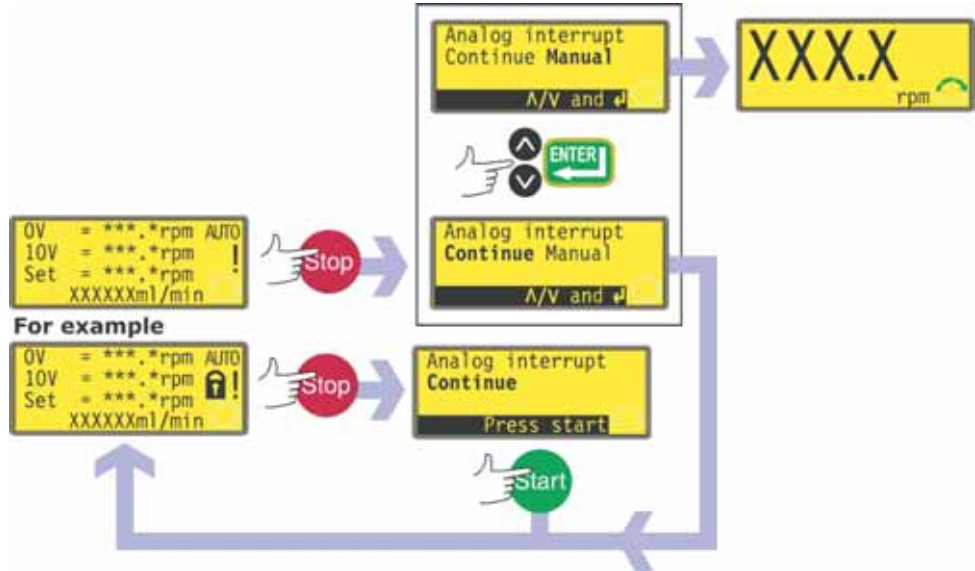 Analog interrupt
Continue Manual
∧/∨ and ↲
XXX.X
rpm
ENTER
0V = ***.*rpm AUTO
10V = ***.*rpm !
Set = ***.*rpm
XXXXXXml/min
Stop
Analog interrupt
Continue Manual
∧/∨ and ↲
For example
0V = ***.*rpm AUTO
10V = ***.*rpm !
Set = ***.*rpm
XXXXXXml/min
Stop
Analog interrupt
Continue
Press start
Start